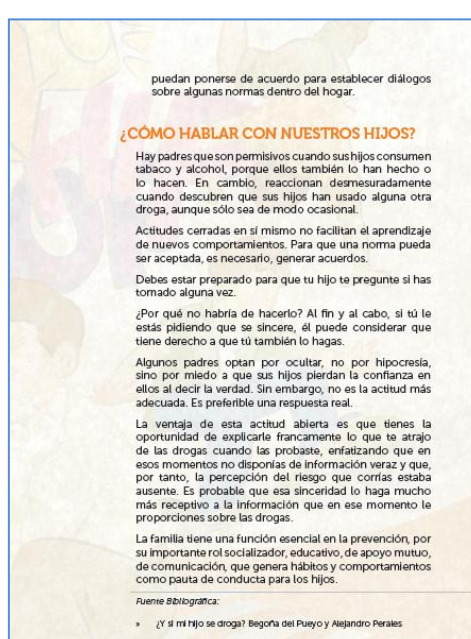 puedan ponerse de acuerdo para establecer diálogos
sobre algunas normas dentro del hogar.
¿CÓMO HABLAR CON NUESTROS HIJOS?
Hay padres que son permisivos cuando sus hijos consumen
tabaco y alcohol, porque ellos también lo han hecho o
lo hacen. En cambio, reaccionan desmesuradamente
cuando descubren que sus hijos han usado alguna otra
droga, aunque sólo sea de modo ocasional.
Actitudes cerradas en sí mismo no facilitan el aprendizaje
de nuevos comportamientos. Para que una norma pueda
ser aceptada, es necesario, generar acuerdos.
Debes estar preparado para que tu hijo te pregunte si has
tomado alguna vez.
¿Por qué no habría de hacerlo? Al fin y al cabo, si tú le
estás pidiendo que se sincere, él puede considerar que
tiene derecho a que tú también lo hagas.
Algunos padres optan por ocultar, no por hipocresía,
sino por miedo a que sus hijos pierdan la confianza en
ellos al decir la verdad. Sin embargo, no es la actitud más
adecuada. Es preferible una respuesta real.
La ventaja de esta actitud abierta es que tienes la
oportunidad de explicarle francamente lo que te atrajo
de las drogas cuando las probaste, enfatizando que en
esos momentos no disponías de información veraz y que,
por tanto, la percepción del riesgo que corrías estaba
ausente. Es probable que esa sinceridad lo haga mucho
más receptivo a la información que en ese momento le
proporciones sobre las drogas.
La familia tiene una función esencial en la prevención, por
su importante rol socializador, educativo, de apoyo mutuo,
de comunicación, que genera hábitos y comportamientos
como pauta de conducta para los hijos.
Fuente Bibliográfica:
» ¿Y si mi hijo se droga? Begoña del Pueyo y Alejandro Perales